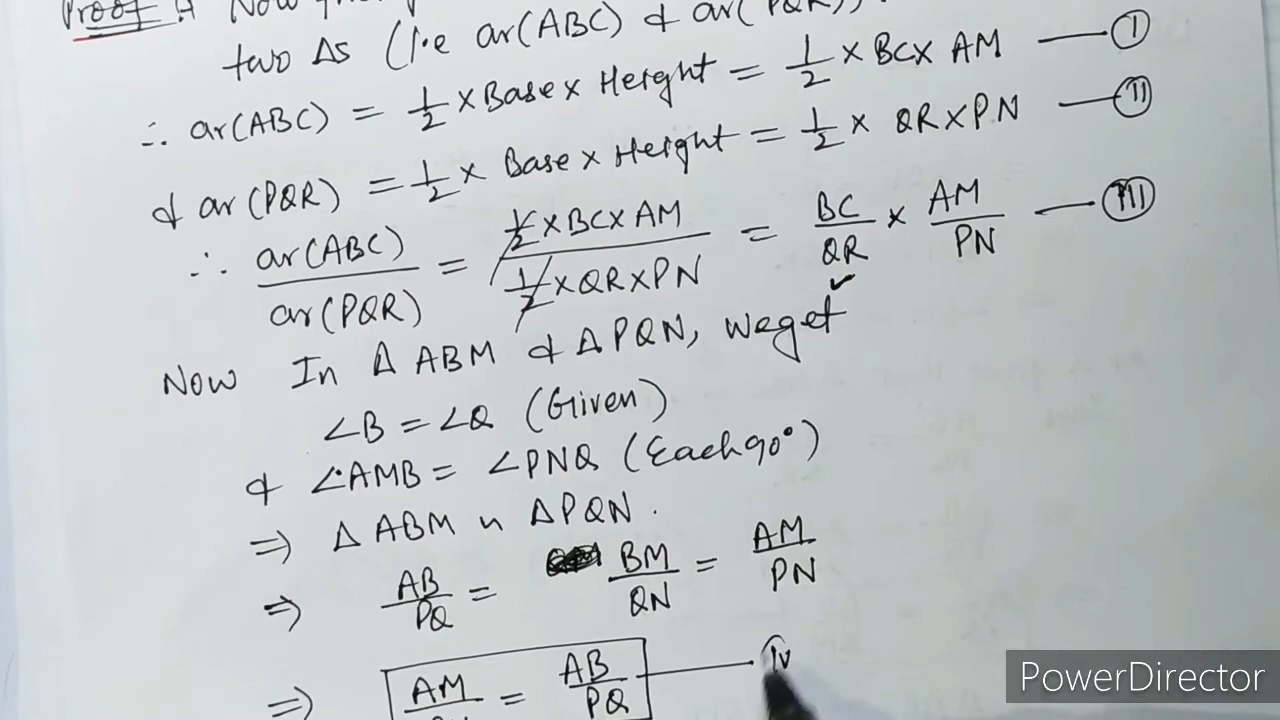 Proof :- Now
two Δs (i.e ar(ABC) & ar(PQR)).
∴ ar(ABC) = 1/2 × Base × Height = 1/2 × BC × AM —— I
& ar(PQR) = 1/2 × Base × Height = 1/2 × QR × PN —— II
∴ ar(ABC)/ar(PQR) = 1/2 × BC × AM / 1/2 × QR × PN = BC/QR × AM/PN —— III
Now In Δ ABM & Δ PQN, we get
∠B = ∠Q (Given)
& ∠AMB = ∠PNQ (Each 90°)
⇒ Δ ABM ~ Δ PQN.
⇒ AB/PQ = BM/QN = AM/PN
⇒ AM = AB/PQ —— IV
PowerDirector